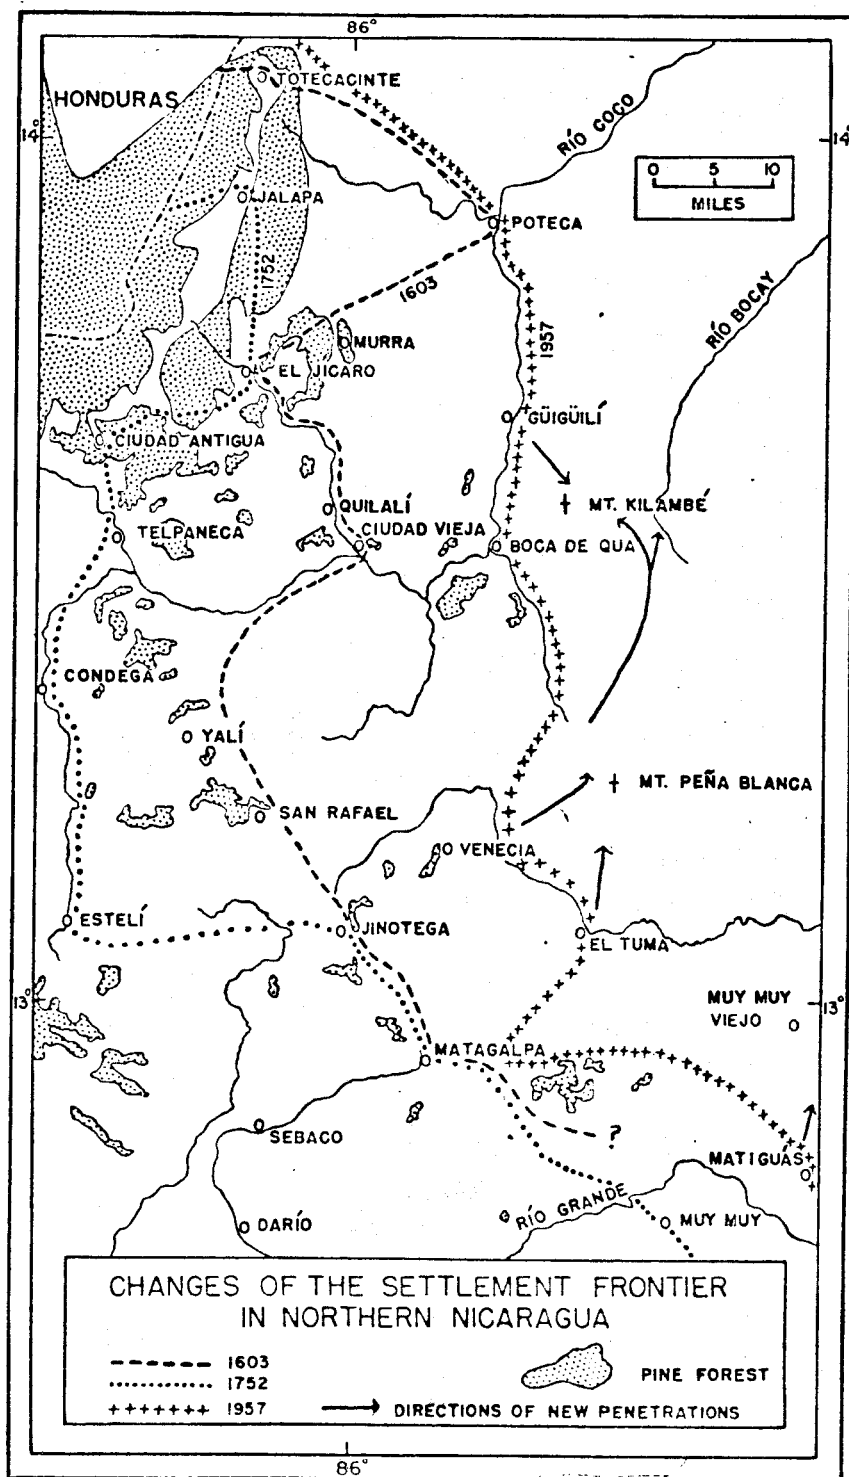 86°
TOTECACINTE
HONDURAS
14°
14°
RÍO COCO
0 5 10
MILES
JALAPA
POTECA
1752
1603
RÍO BOCAY
MURRA
1957
EL JÍCARO
GÜIGÜILÍ
CIUDAD ANTIGUA
QUILALÍ
MT. KILAMBÉ
TELPANECA
CIUDAD VIEJA
BOCA DE QUA
CONDEGA
YALÍ
MT. PEÑA BLANCA
SAN RAFAEL
VENECIA
ESTELÍ
JINOTEGA
EL TUMA
13°
13°
MUY MUY
VIEJO
MATAGALPA
SEBACO
?
MATIGUÁS
DARÍO
RÍO GRANDE
MUY MUY
CHANGES OF THE SETTLEMENT FRONTIER
IN NORTHERN NICARAGUA
1603
1752
1957
PINE FOREST
DIRECTIONS OF NEW PENETRATIONS
86°